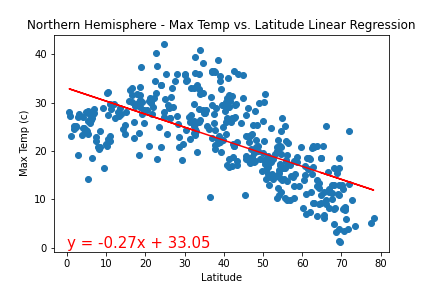 Northern Hemisphere - Max Temp vs. Latitude Linear Regression
40
30
20
10
0
Max Temp (c)
y = -0.27x + 33.05
0 10 20 30 40 50 60 70 80
Latitude